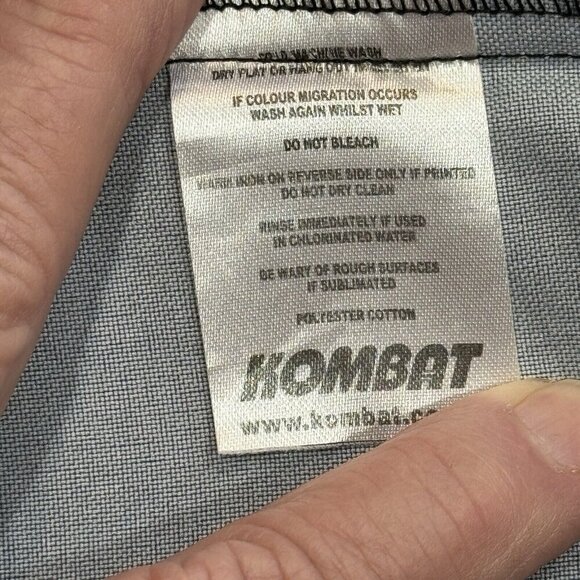 COLD MACHINE WASH
DRY FLAT OR HANG OUT
IF COLOUR MIGRATION OCCURS
WASH AGAIN WHILST WET
DO NOT BLEACH
WARM IRON ON REVERSE SIDE ONLY IF PRINTED
DO NOT DRY CLEAN
RINSE IMMEDIATELY IF USED
IN CHLORINATED WATER
BE WARY OF ROUGH SURFACES
IF SUBLIMATED
POLYESTER COTTON
KOMBAT
www.kombat.c